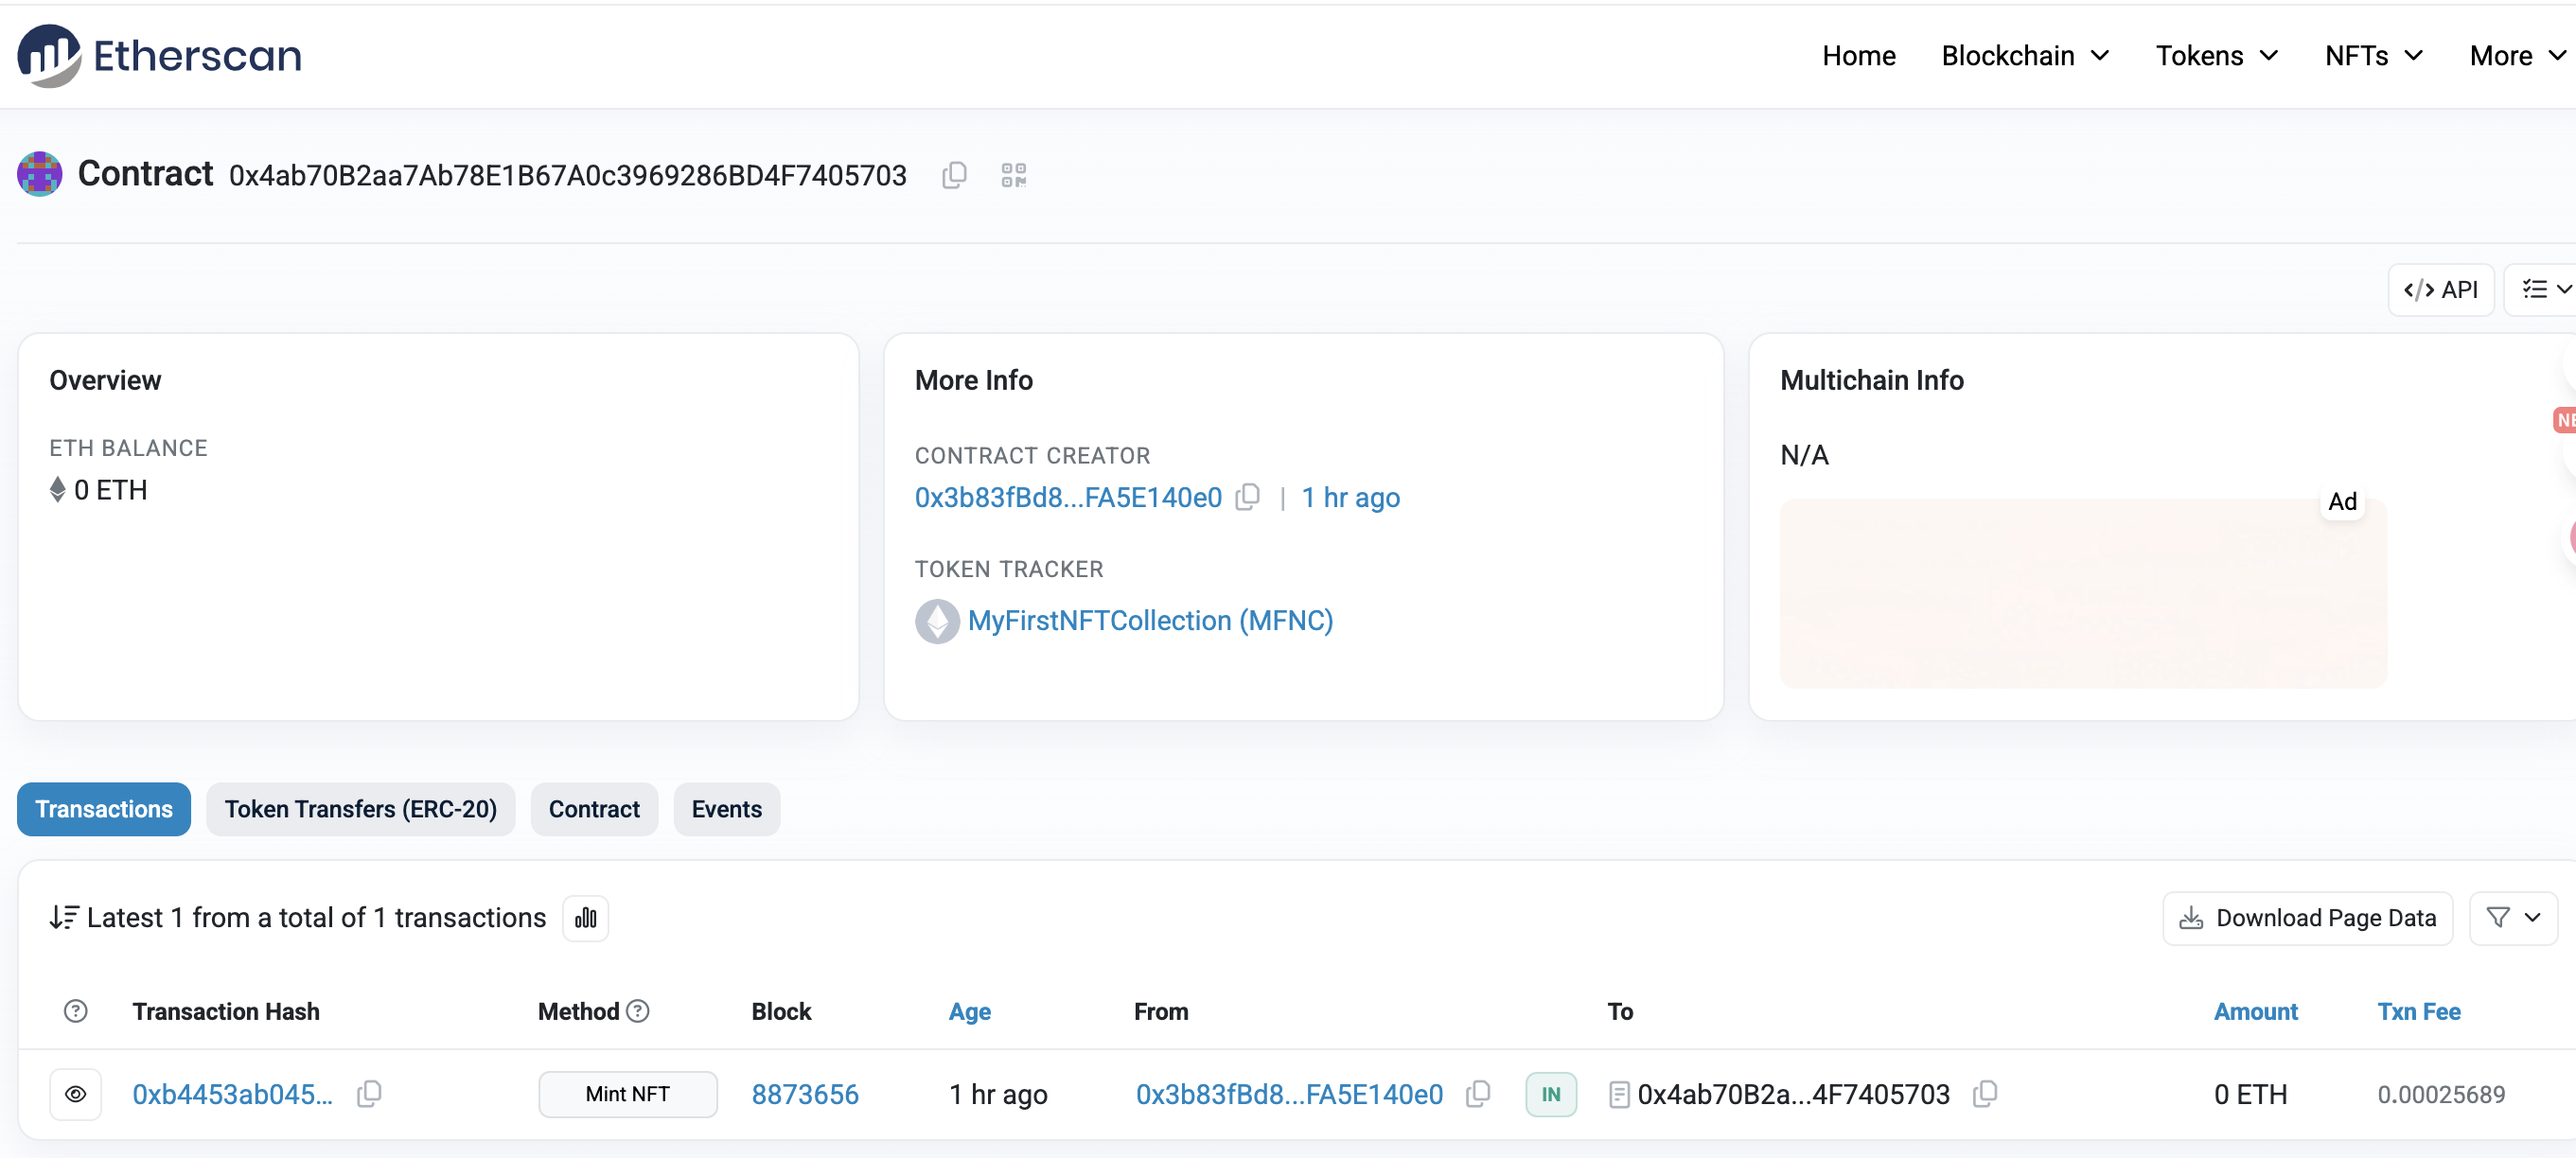 Etherscan
Home Blockchain Tokens NFTs More
Contract 0x4ab70B2aa7Ab78E1B67A0c3969286BD4F7405703
API
Overview
ETH BALANCE
0 ETH
More Info
CONTRACT CREATOR
0x3b83fBd8...FA5E140e0 | 1 hr ago
TOKEN TRACKER
MyFirstNFTCollection (MFNC)
Multichain Info
N/A
Ad
Transactions Token Transfers (ERC-20) Contract Events
Latest 1 from a total of 1 transactions
Download Page Data
Transaction Hash Method Block Age From To Amount Txn Fee
0xb4453ab045... Mint NFT 8873656 1 hr ago 0x3b83fBd8...FA5E140e0 IN 0x4ab70B2a...4F7405703 0 ETH 0.00025689